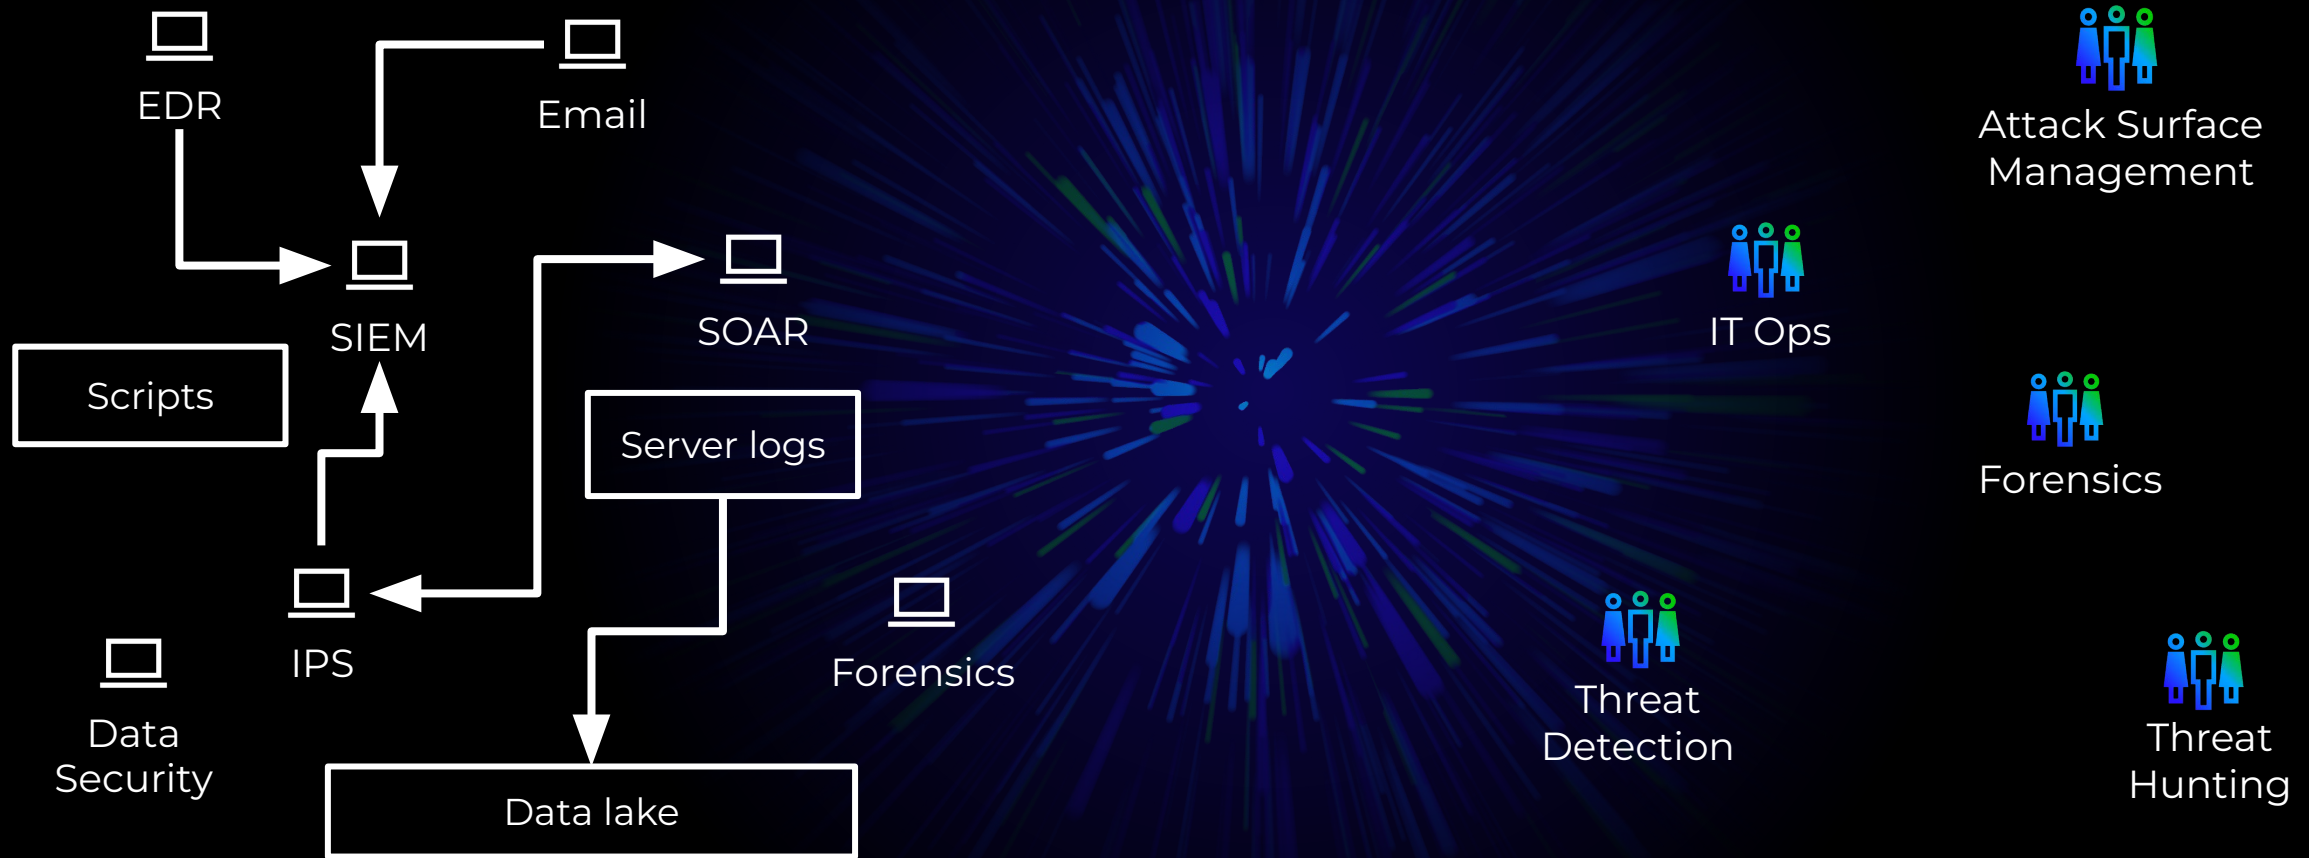 EDR
Email
SIEM
SOAR
Scripts
Server logs
IPS
Forensics
Data
Security
Data lake
Attack Surface
Management
IT Ops
Forensics
Threat
Detection
Threat
Hunting